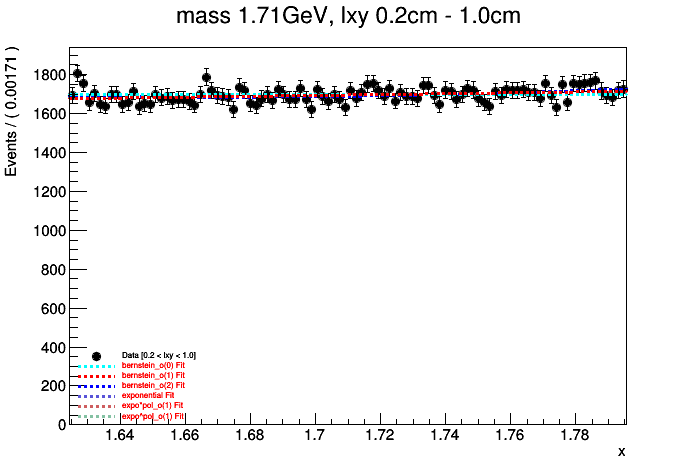 mass 1.71GeV, lxy 0.2cm - 1.0cm
Events / ( 0.00171 )
1800
1600
1400
1200
1000
800
600
400
200
0
Data [0.2 < lxy < 1.0]
bernstein_o(0) Fit
bernstein_o(1) Fit
bernstein_o(2) Fit
exponential Fit
expo*pol_o(1) Fit
expo*pol_o(1) Fit
1.64 1.66 1.68 1.7 1.72 1.74 1.76 1.78
x